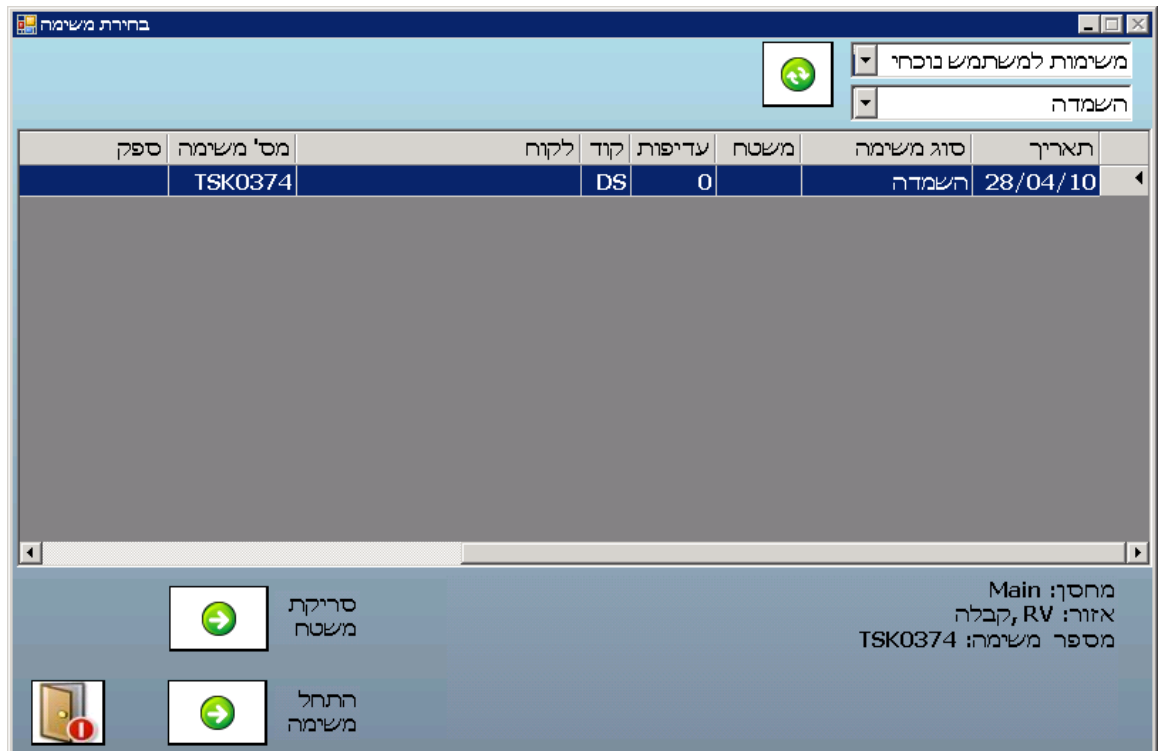 בחירת משימה
משימות למשתמש נוכחי
השמדה
תאריך סוג משימה משטח עדיפות קוד לקוח מס' משימה ספק
28/04/10 השמדה 0 DS TSK0374
מחסן: Main
אזור: RV ,קבלה
מספר משימה: TSK0374
סריקת
משטח
התחל
משימה